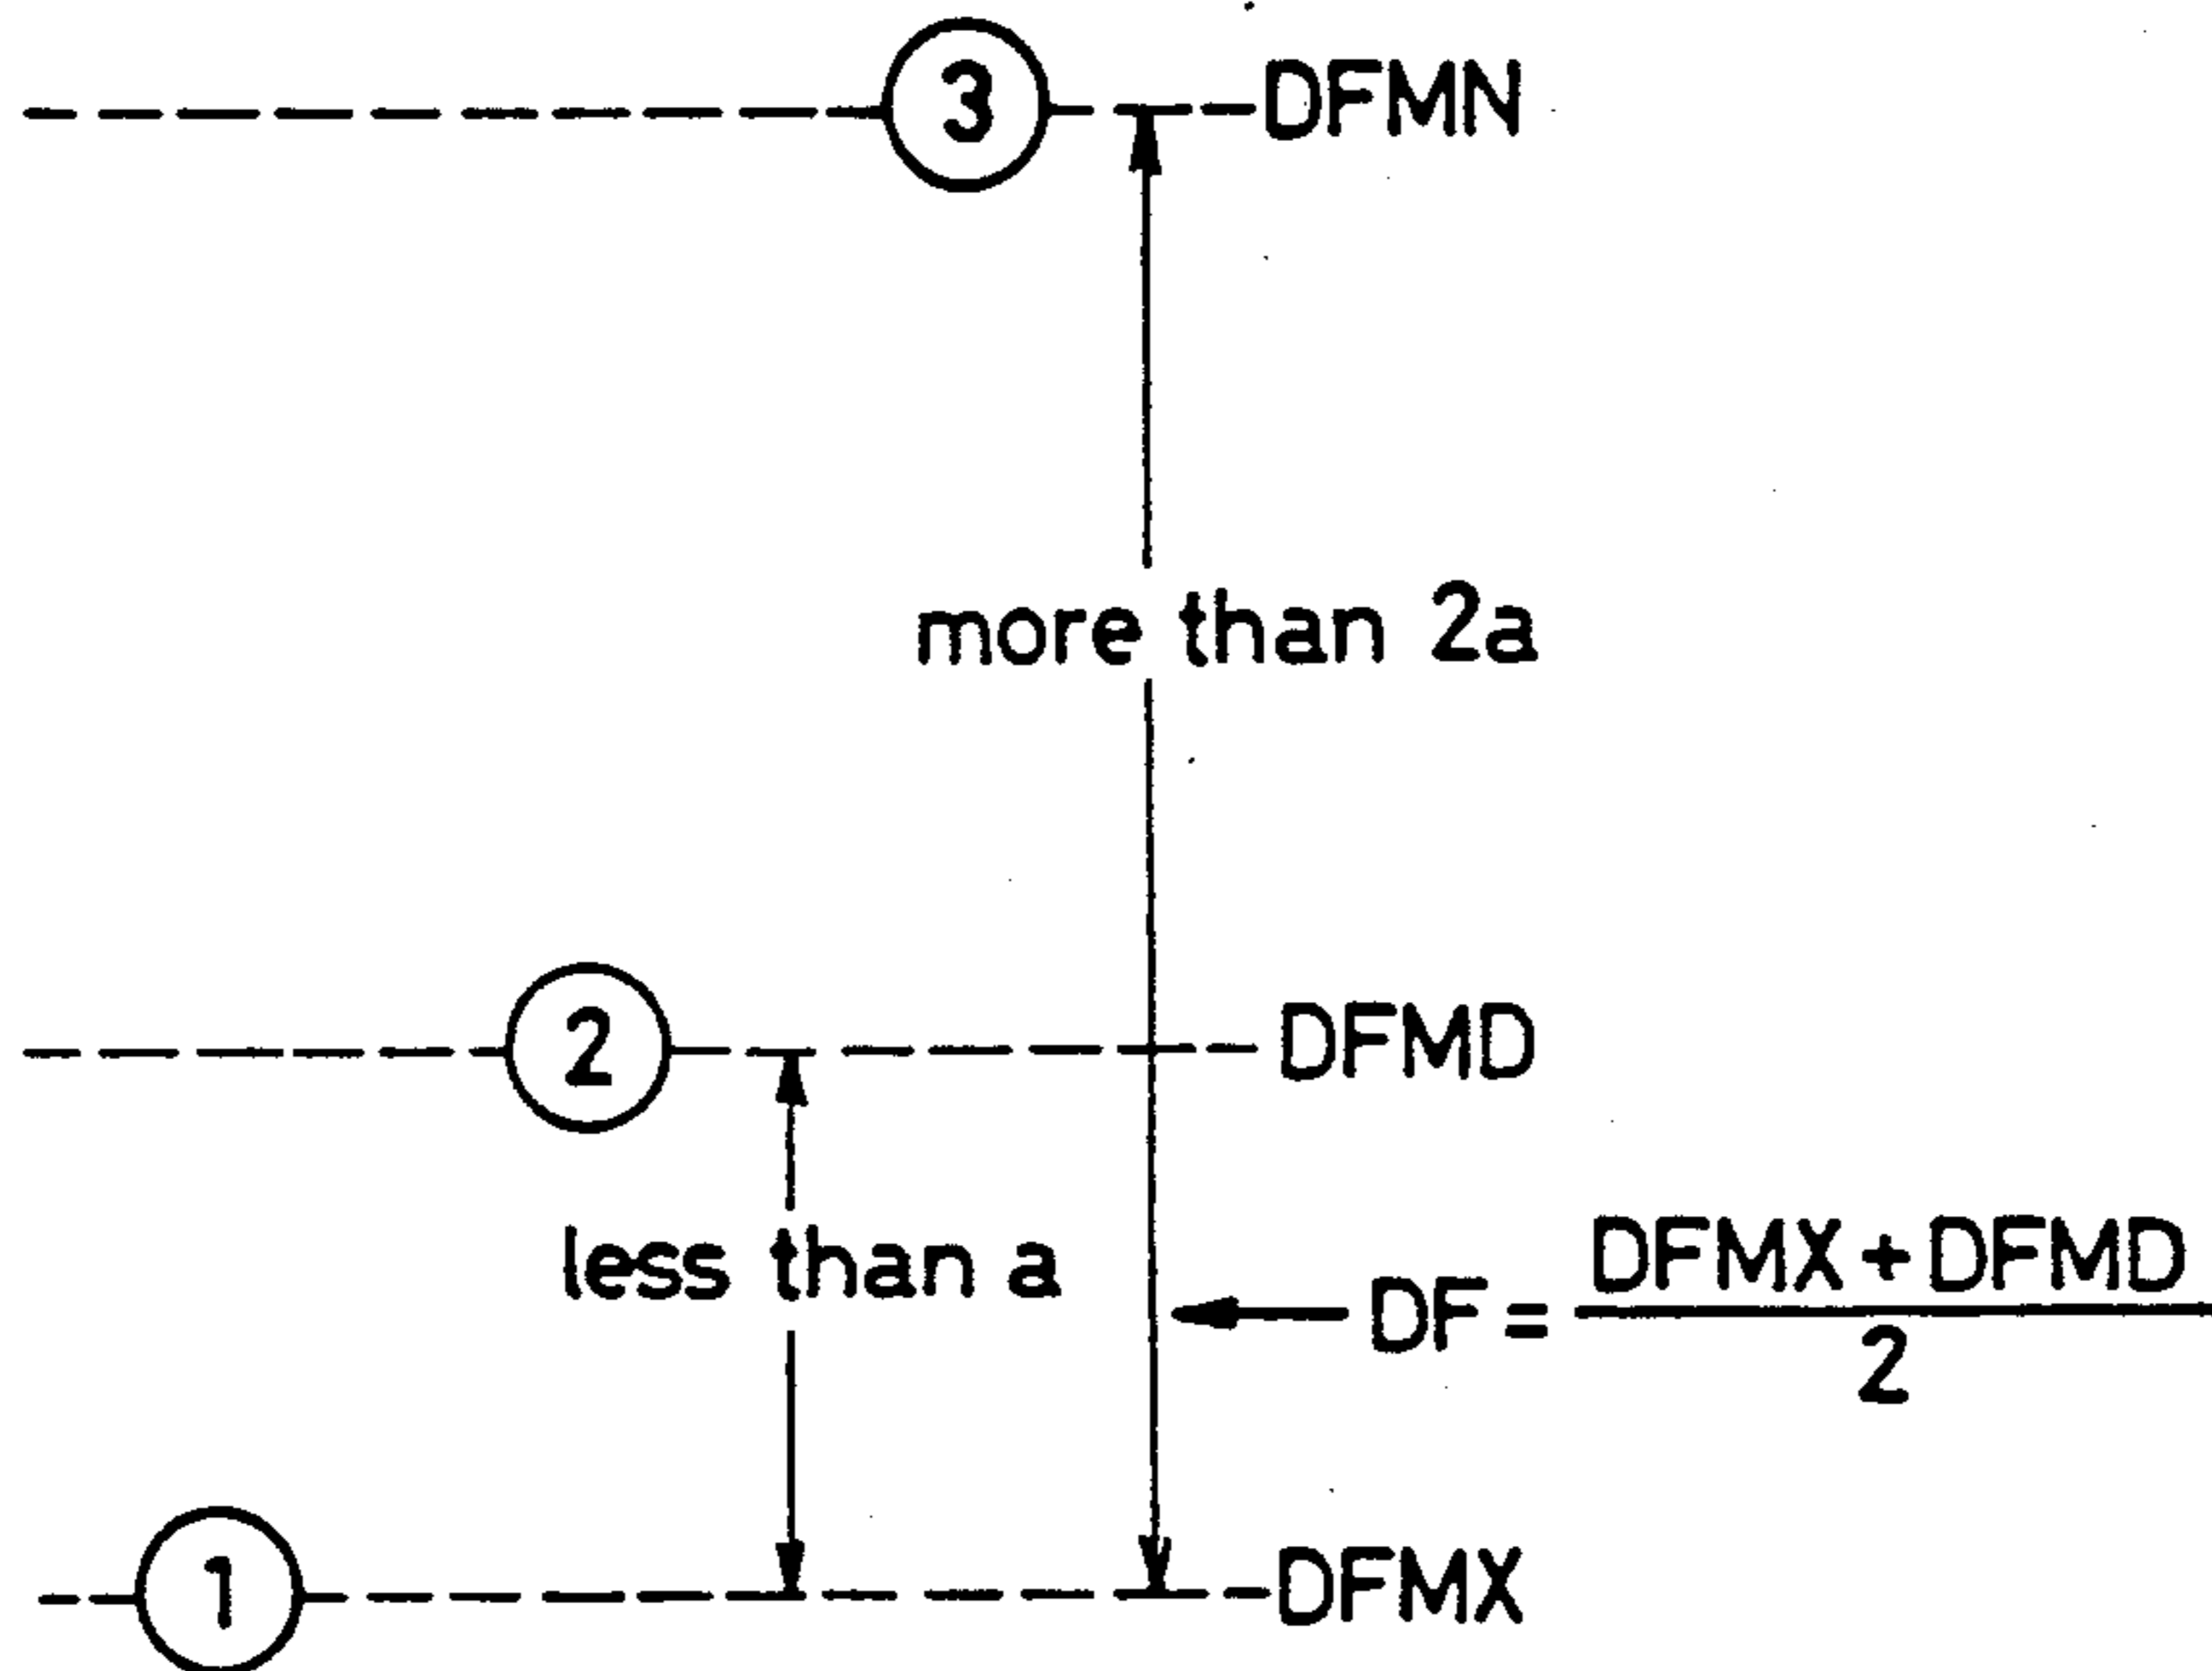 3 DFMN
more than 2a
2 DFMD
less than a
DF = DFMX + DFMD
2
1 DFMX